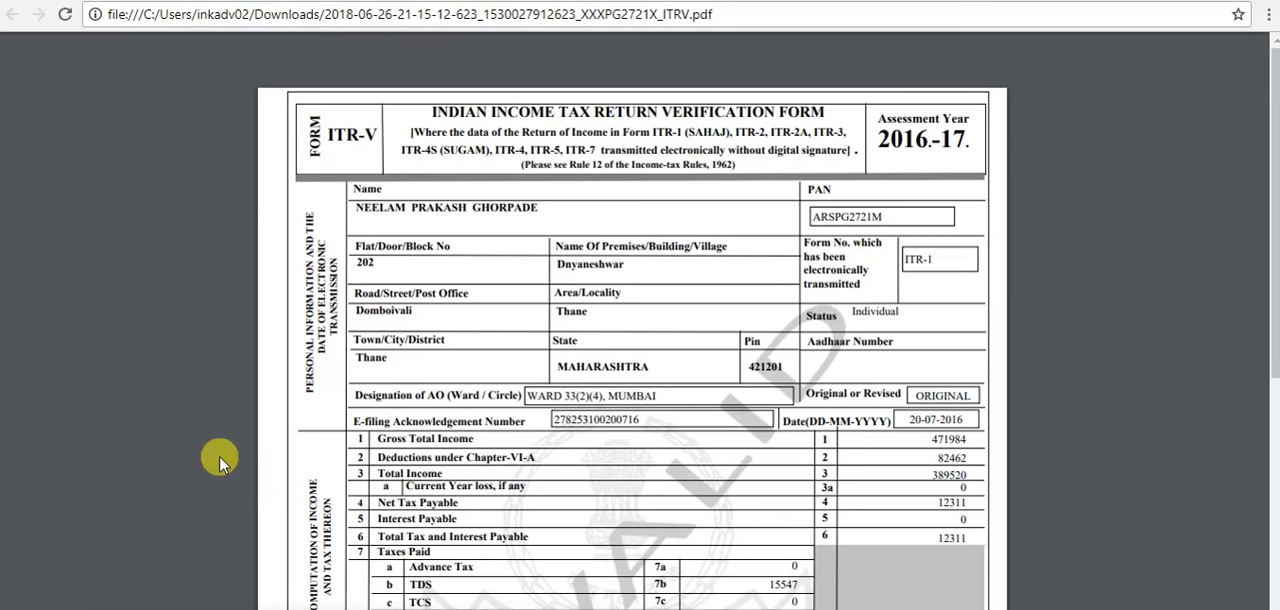 file:///C:/Users/inkadv02/Downloads/2018-06-26-21-15-12-623_1530027912623_XXXPG2721X_ITRV.pdf
FORM ITR-V
INDIAN INCOME TAX RETURN VERIFICATION FORM
[Where the data of the Return of Income in Form ITR-1 (SAHAJ), ITR-2, ITR-2A, ITR-3,
ITR-4S (SUGAM), ITR-4, ITR-5, ITR-7 transmitted electronically without digital signature] .
(Please see Rule 12 of the Income-tax Rules, 1962)
Assessment Year
2016.-17.
PERSONAL INFORMATION AND THE
DATE OF ELECTRONIC
TRANSMISSION
Name
NEELAM PRAKASH GHORPADE
PAN
ARSPG2721M
Flat/Door/Block No
202
Name Of Premises/Building/Village
Dnyaneshwar
Form No. which
has been
electronically
transmitted
ITR-1
Road/Street/Post Office
Domboivali
Area/Locality
Thane
Status Individual
Town/City/District
Thane
State
MAHARASHTRA
Pin
421201
Aadhaar Number
Designation of AO (Ward / Circle) WARD 33(2)(4), MUMBAI
Original or Revised ORIGINAL
E-filing Acknowledgement Number 278253100200716
Date(DD-MM-YYYY) 20-07-2016
COMPUTATION OF INCOME
AND TAX THEREON
1 Gross Total Income 1 471984
2 Deductions under Chapter-VI-A 2 82462
3 Total Income 3 389520
a Current Year loss, if any 3a 0
4 Net Tax Payable 4 12311
5 Interest Payable 5 0
6 Total Tax and Interest Payable 6 12311
7 Taxes Paid
a Advance Tax 7a 0
b TDS 7b 15547
c TCS 7c 0